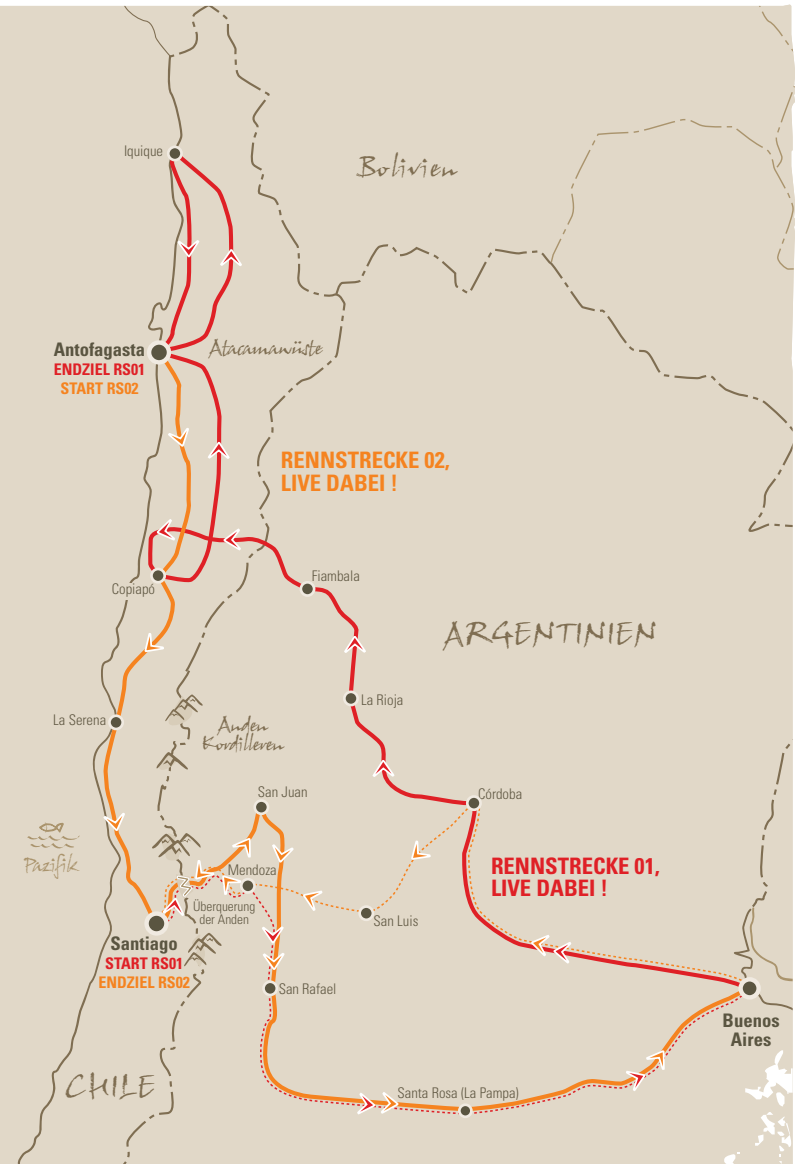 Iquique
Bolivien
Antofagasta
ENDZIEL RS01
START RS02
Atacamawüste
RENNSTRECKE 02,
LIVE DABEI !
Copiapó
Fiambala
ARGENTINIEN
La Rioja
La Serena
Anden
Kordilleren
San Juan
Córdoba
Pazifik
Mendoza
RENNSTRECKE 01,
LIVE DABEI !
Überquerung
der Anden
San Luis
Santiago
START RS01
ENDZIEL RS02
San Rafael
Buenos
Aires
CHILE
Santa Rosa (La Pampa)